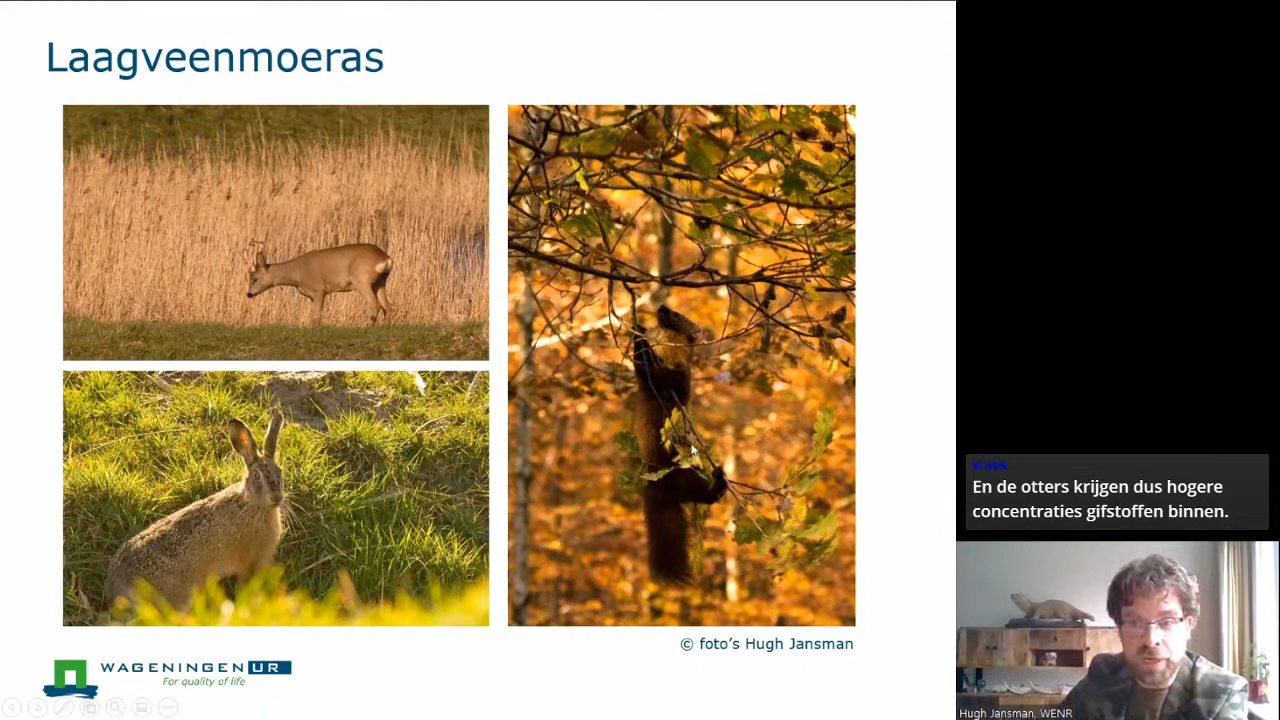 Laagveenmoeras
En de otters krijgen dus hogere
concentraties gifstoffen binnen.
© foto's Hugh Jansman
WAGENINGEN UR
For quality of life
Hugh Jansman, WENR